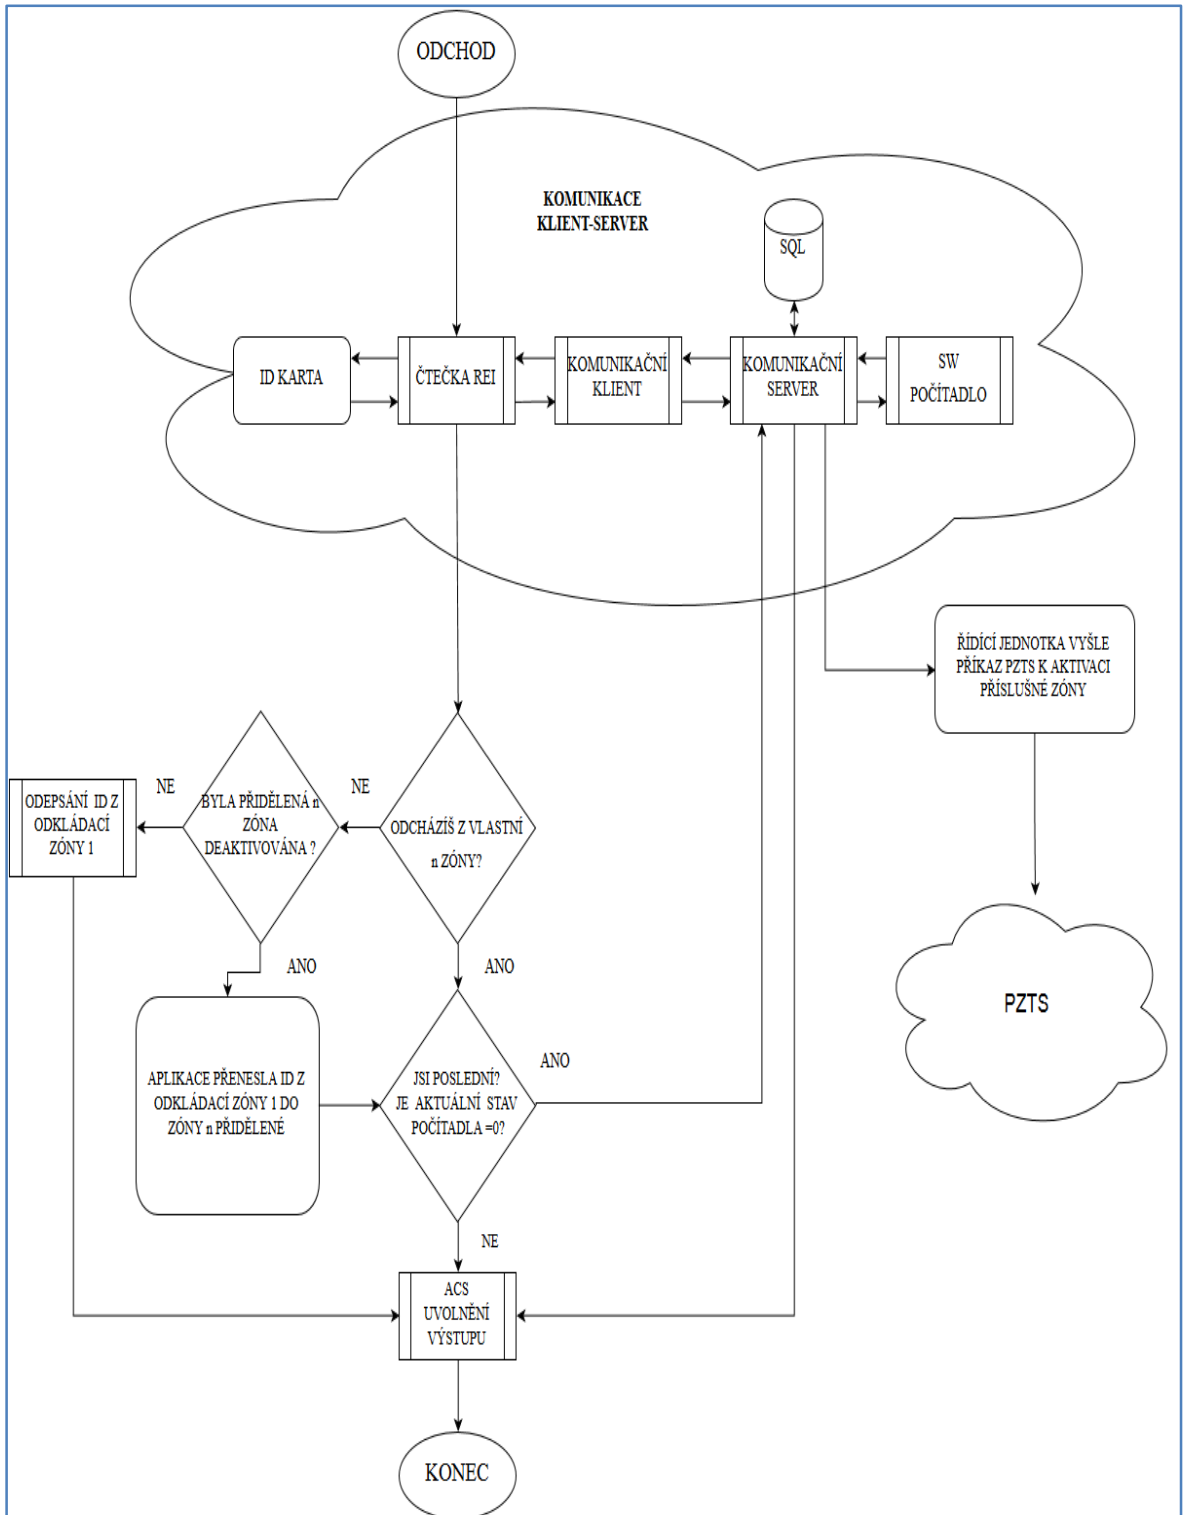 ODCHOD
KOMUNIKACE
KLIENT-SERVER
SQL
ID KARTA
ČTEČKA REI
KOMUNIKAČNÍ
KLIENT
KOMUNIKAČNÍ
SERVER
SW
POČÍTADLO
ŘÍDÍCÍ JEDNOTKA VYŠLE
PŘÍKAZ PZTS K AKTIVACI
PŘÍSLUŠNÉ ZÓNY
ODEPSÁNÍ ID Z
ODKLÁDACÍ
ZÓNY 1
NE
BYLA PŘIDĚLENÁ n
ZÓNA
DEAKTIVOVÁNA ?
NE
ODCHÁZÍŠ Z VLASTNÍ
n ZÓNY?
ANO
ANO
PZTS
APLIKACE PŘENESLA ID Z
ODKLÁDACÍ ZÓNY 1 DO
ZÓNY n PŘIDĚLENÉ
JSI POSLEDNÍ?
JE AKTUÁLNÍ STAV
POČÍTADLA =0?
ANO
NE
ACS
UVOLNĚNÍ
VÝSTUPU
KONEC